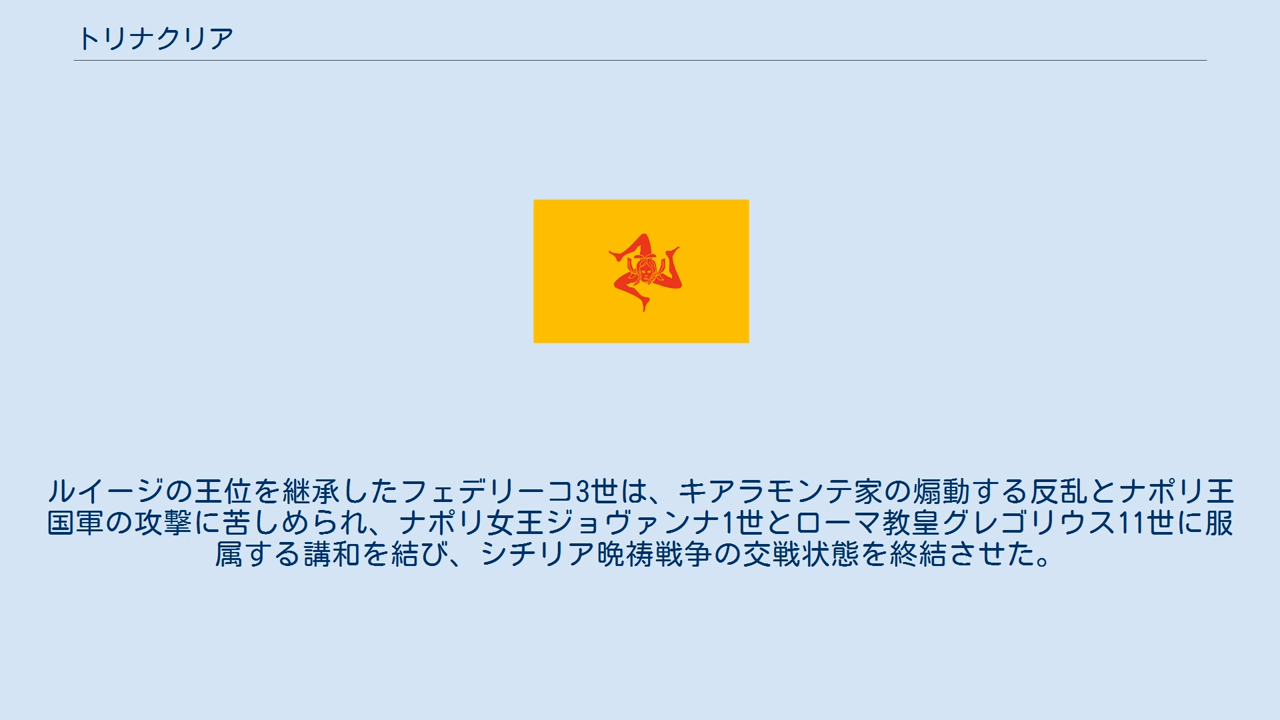 トリナクリア
ルイージの王位を継承したフェデリーコ3世は、キアラモンテ家の煽動する反乱とナポリ王
国軍の攻撃に苦しめられ、ナポリ女王ジョヴァンナ1世とローマ教皇グレゴリウス11世に服
属する講和を結び、シチリア晩祷戦争の交戦状態を終結させた。